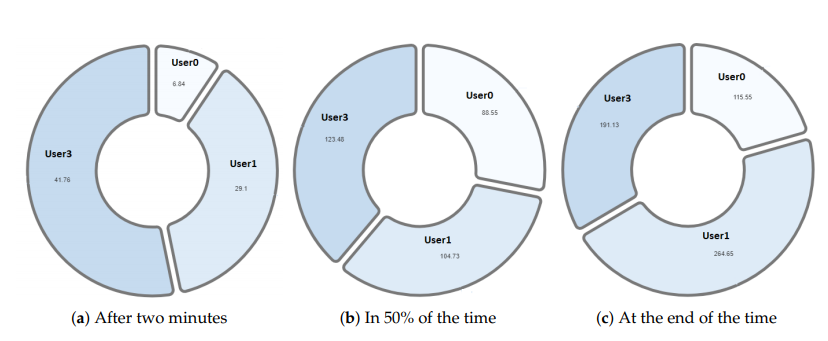 User0
6.84
User3
41.76
User1
29.1
(a) After two minutes
User0
88.55
User3
123.48
User1
104.73
(b) In 50% of the time
User0
115.55
User3
191.13
User1
264.65
(c) At the end of the time